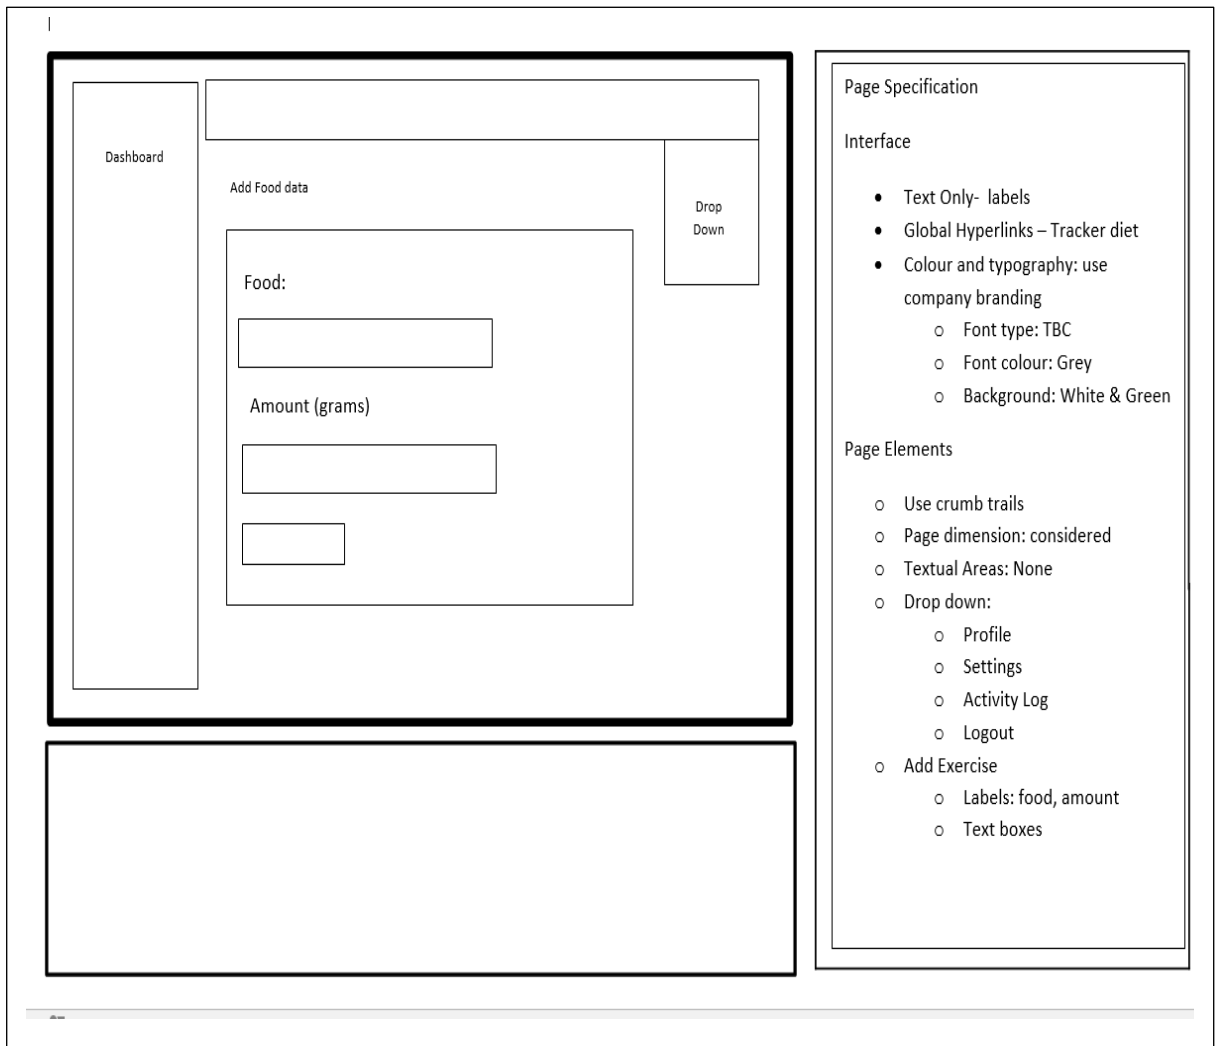 Dashboard
Add Food data
Drop
Down
Food:
Amount (grams)
Page Specification
Interface
• Text Only-  labels
• Global Hyperlinks – Tracker diet
• Colour and typography: use
company branding
o Font type: TBC
o Font colour: Grey
o Background: White & Green
Page Elements
o Use crumb trails
o Page dimension: considered
o Textual Areas: None
o Drop down:
o Profile
o Settings
o Activity Log
o Logout
o Add Exercise
o Labels: food, amount
o Text boxes